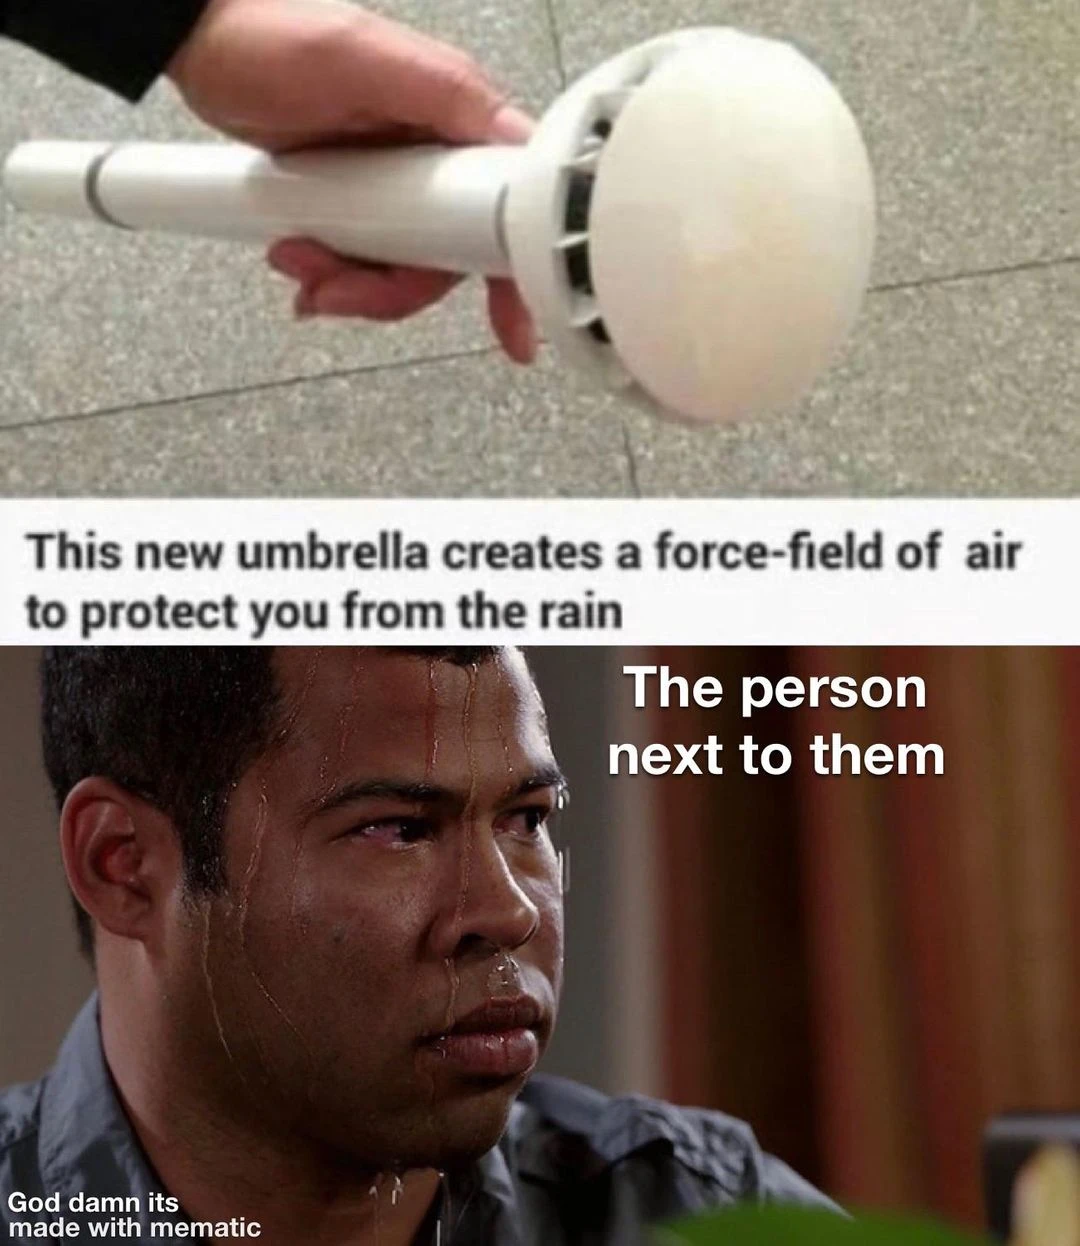 This new umbrella creates a force-field of air
to protect you from the rain
The person
next to them
God damn its
made with mematic